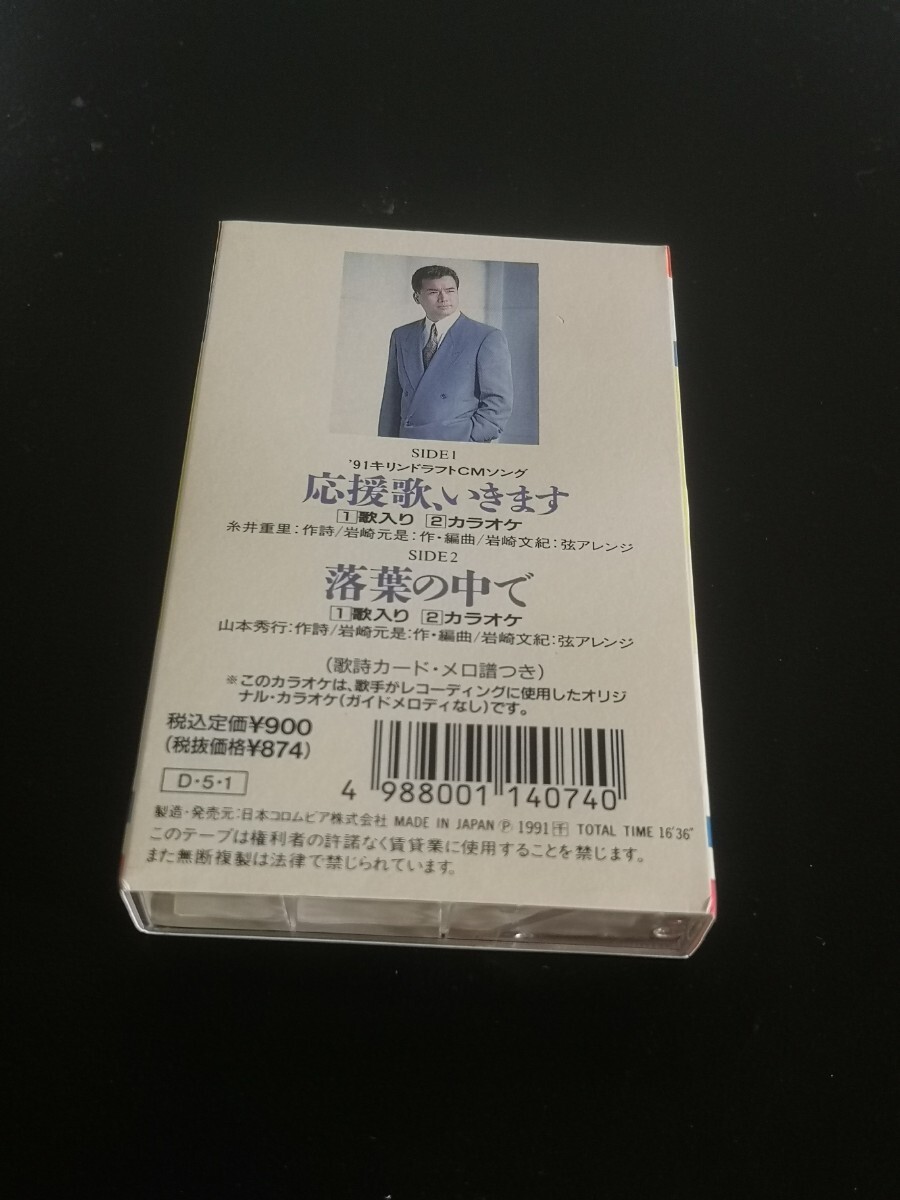 SIDE1
'91キリンドラフトCMソング
応援歌、いきます
1歌入り 2カラオケ
糸井重里:作詩/岩崎元是:作・編曲/岩崎文紀:弦アレンジ
SIDE2
落葉の中で
1歌入り 2カラオケ
山本秀行:作詩/岩崎元是:作・編曲/岩崎文紀:弦アレンジ
(歌詩カード・メロ譜つき)
※このカラオケは、歌手がレコーディングに使用したオリジ
ナル・カラオケ(ガイドメロディなし)です。
税込定価¥900
(税抜価格¥874)
D・5・1
4 988001 140740
製造・発売元:日本コロムビア株式会社 MADE IN JAPAN Ⓟ 1991 千 TOTAL TIME 16'36"
このテープは権利者の許諾なく賃貸業に使用することを禁じます。
また無断複製は法律で禁じられています。